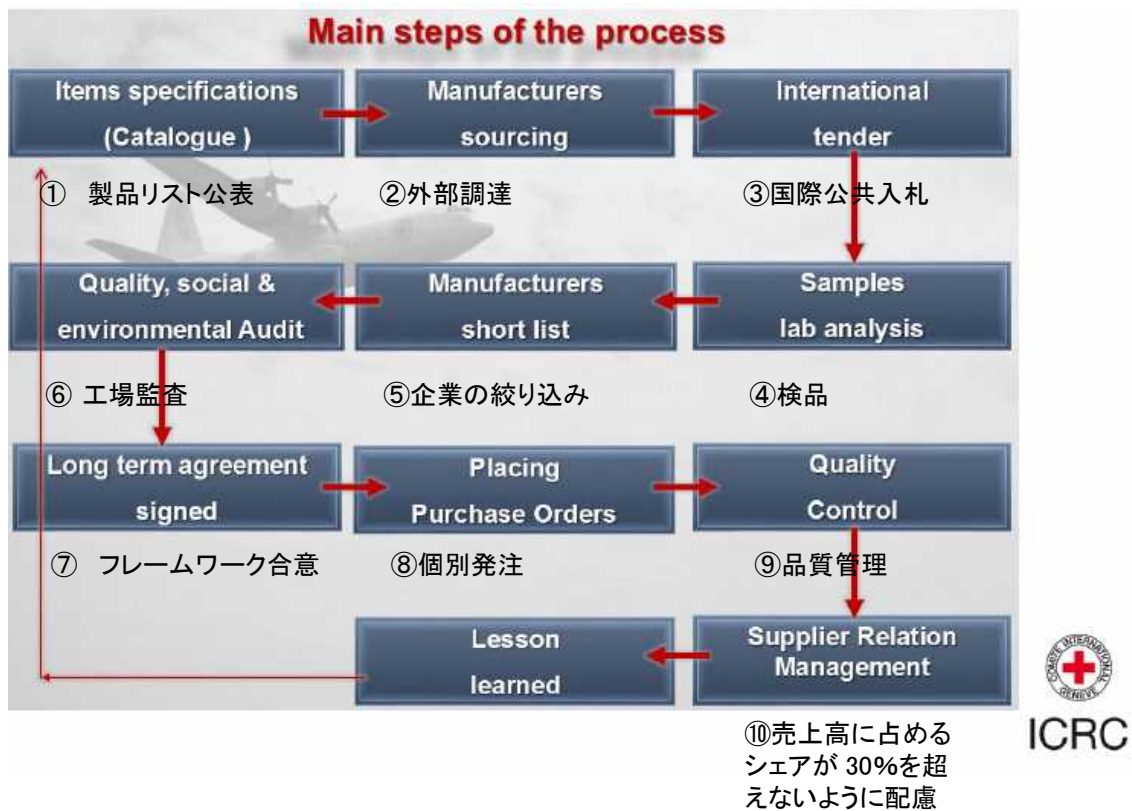 Main steps of the process
Items specifications
(Catalogue )
Manufacturers
sourcing
International
tender
① 製品リスト公表
②外部調達
③国際公共入札
Quality, social &
environmental Audit
Manufacturers
short list
Samples
lab analysis
⑥ 工場監査
⑤企業の絞り込み
④検品
Long term agreement
signed
Placing
Purchase Orders
Quality
Control
⑦ フレームワーク合意
⑧個別発注
⑨品質管理
Lesson
learned
Supplier Relation
Management
COMITE INTERNATIONAL
GENEVE
ICRC
⑩売上高に占める
シェアが 30%を超
えないように配慮